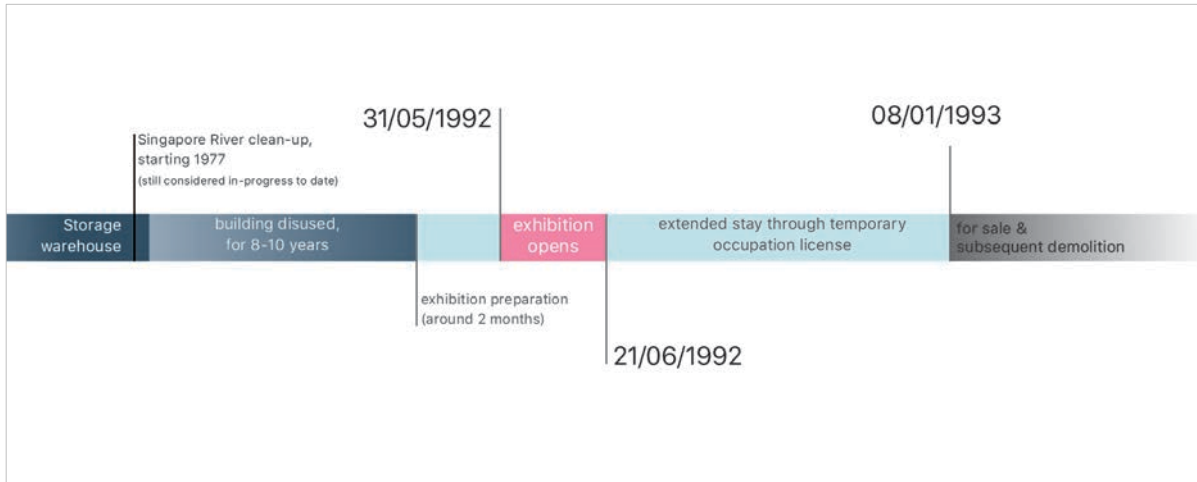 31/05/1992
08/01/1993
Singapore River clean-up,
starting 1977
(still considered in-progress to date)
Storage
warehouse
building disused,
for 8-10 years
exhibition
opens
extended stay through temporary
occupation license
for sale &
subsequent demolition
exhibition preparation
(around 2 months)
21/06/1992